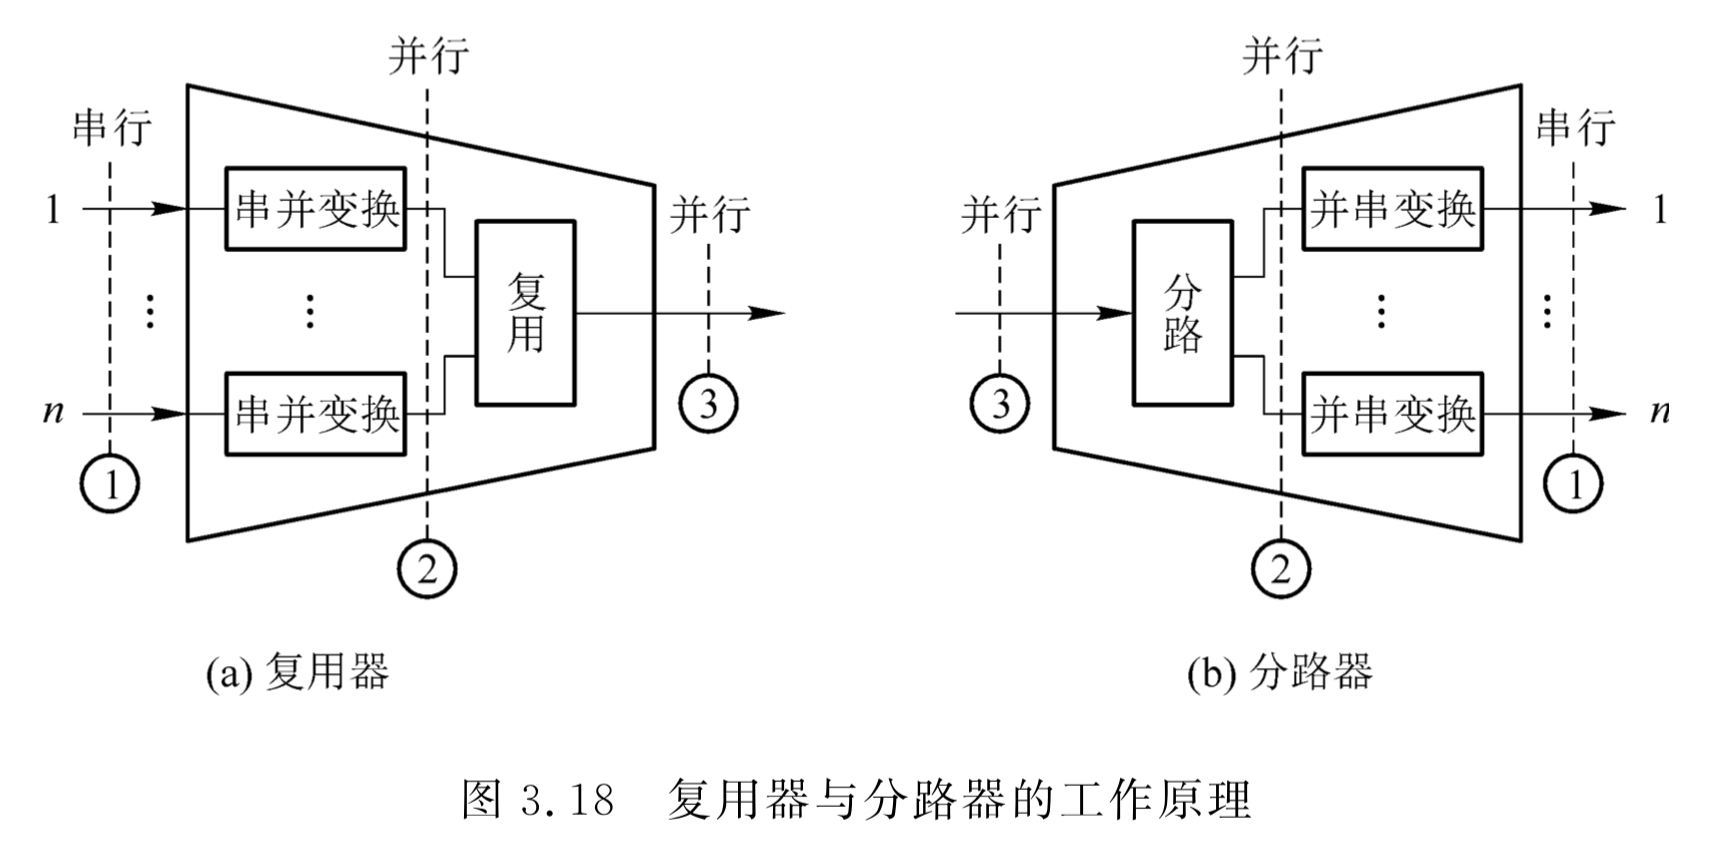 并行
串行
1
串并变换
复用
并行
⋮
⋮
n
串并变换
①
②
③
(a) 复用器
并行
串行
并行
分路
并串变换
1
⋮
⋮
并串变换
n
③
②
①
(b) 分路器
图 3.18 复用器与分路器的工作原理